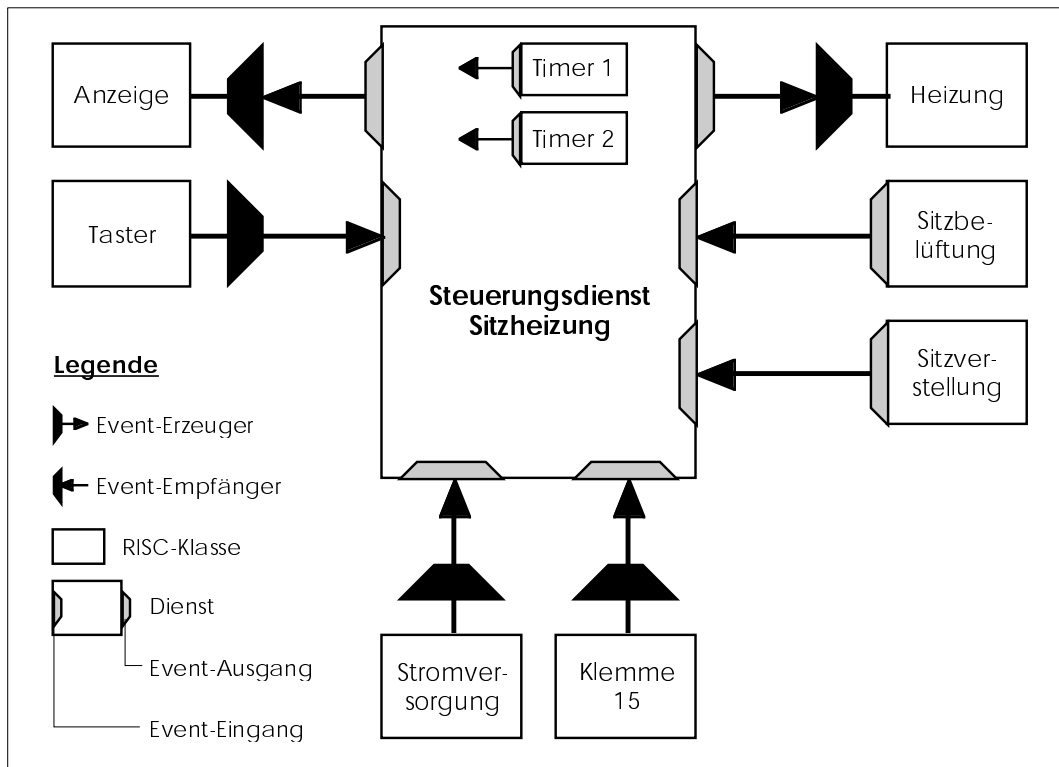 Anzeige
Timer 1
Heizung
Timer 2
Taster
Sitzbe-
lüftung
Steuerungsdienst
Sitzheizung
Sitzver-
stellung
Legende
Event-Erzeuger
Event-Empfänger
RISC-Klasse
Dienst
Event-Ausgang
Event-Eingang
Stromver-
sorgung
Klemme
15